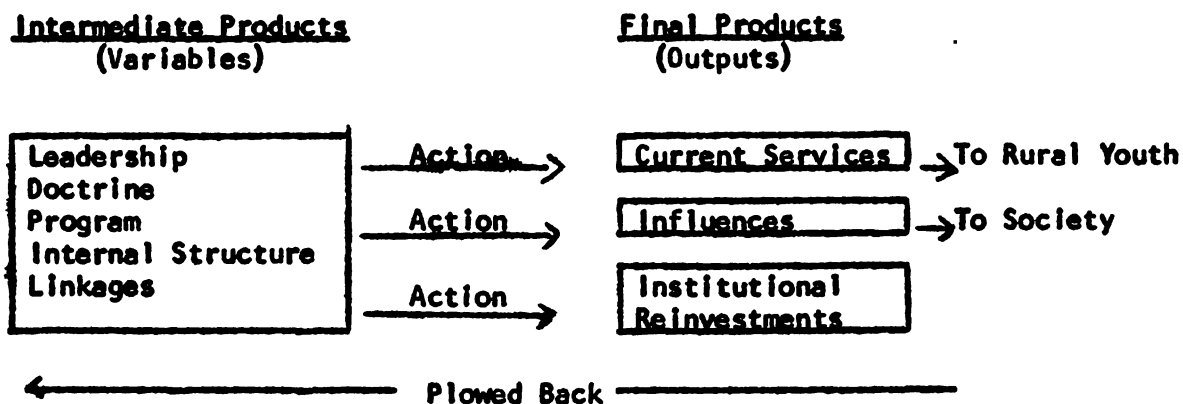 Intermediate Products
(Variables)
Final Products
(Outputs)
Leadership
Doctrine
Program
Internal Structure
Linkages
Action
Action
Action
Current Services
To Rural Youth
Influences
To Society
Institutional
Reinvestments
Plowed Back